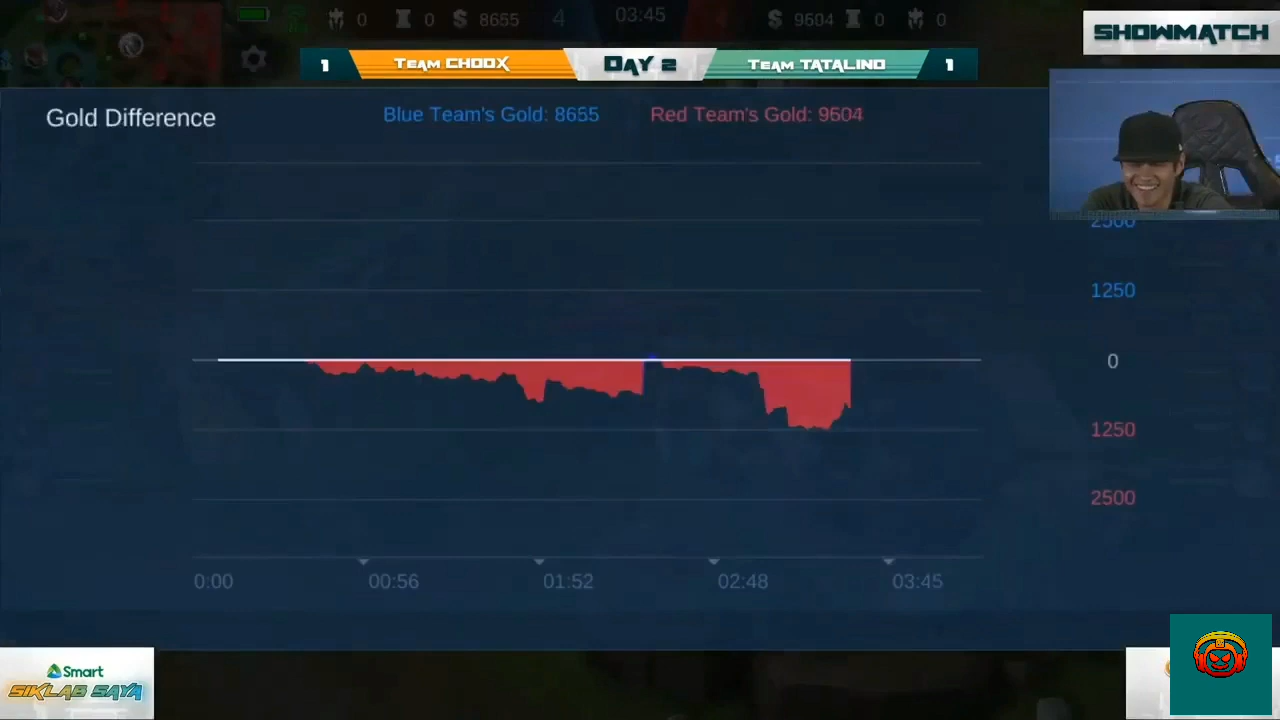 0 0 $ 8655 4 03:45 $ 9604 0 0
SHOWMATCH
1 TEAM CHOOX DAY 2 TEAM TATALINO 1
Gold Difference Blue Team's Gold: 8655 Red Team's Gold: 9604
2500
1250
0
1250
2500
0:00 00:56 01:52 02:48 03:45
Smart
SIKLAB SAYA